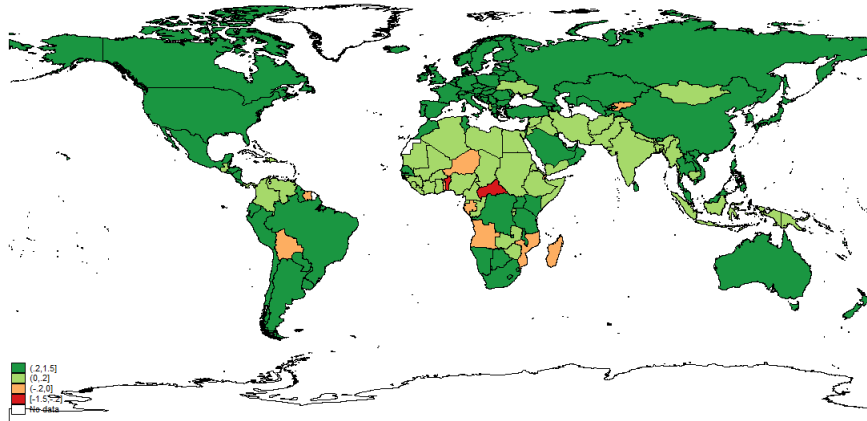 (.2,1.5]
(0,.2]
(-.2,0]
[-1.5,-.2]
No data